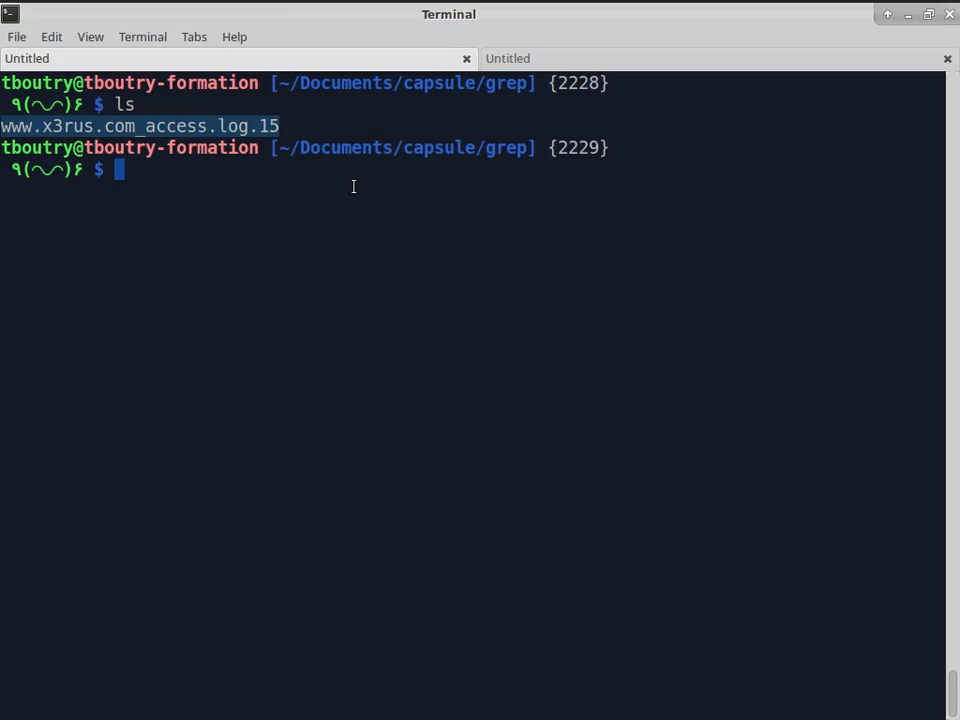 Terminal
File Edit View Terminal Tabs Help
Untitled Untitled
tboutry@tboutry-formation [~/Documents/capsule/grep] {2228}
٩(⌒‿⌒)۶ $ ls
www.x3rus.com_access.log.15
tboutry@tboutry-formation [~/Documents/capsule/grep] {2229}
٩(⌒‿⌒)۶ $